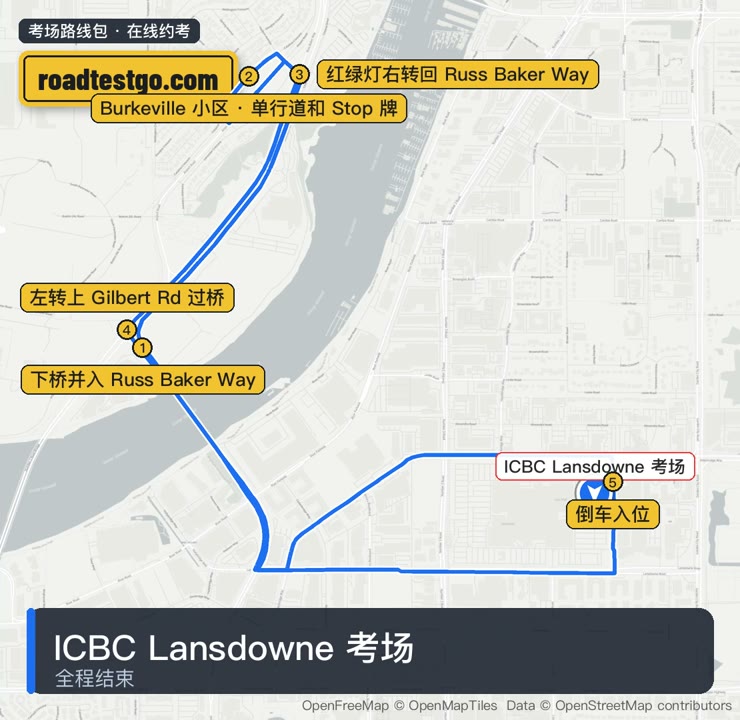 考场路线包 · 在线约考
roadtestgo.com
2
3
红绿灯右转回 Russ Baker Way
Burkeville 小区 · 单行道和 Stop 牌
左转上 Gilbert Rd 过桥
4
1
下桥并入 Russ Baker Way
ICBC Lansdowne 考场
5
倒车入位
ICBC Lansdowne 考场
全程结束
OpenFreeMap © OpenMapTiles Data © OpenStreetMap contributors